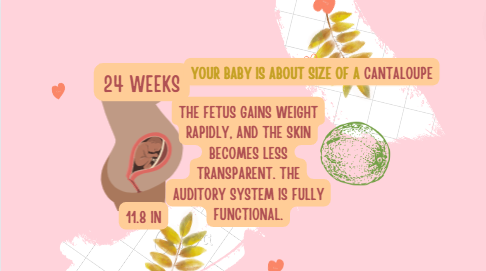 24 WEEKS
YOUR BABY IS ABOUT SIZE OF A CANTALOUPE
THE FETUS GAINS WEIGHT
RAPIDLY, AND THE SKIN
BECOMES LESS
TRANSPARENT. THE
AUDITORY SYSTEM IS FULLY
FUNCTIONAL.
11.8 IN